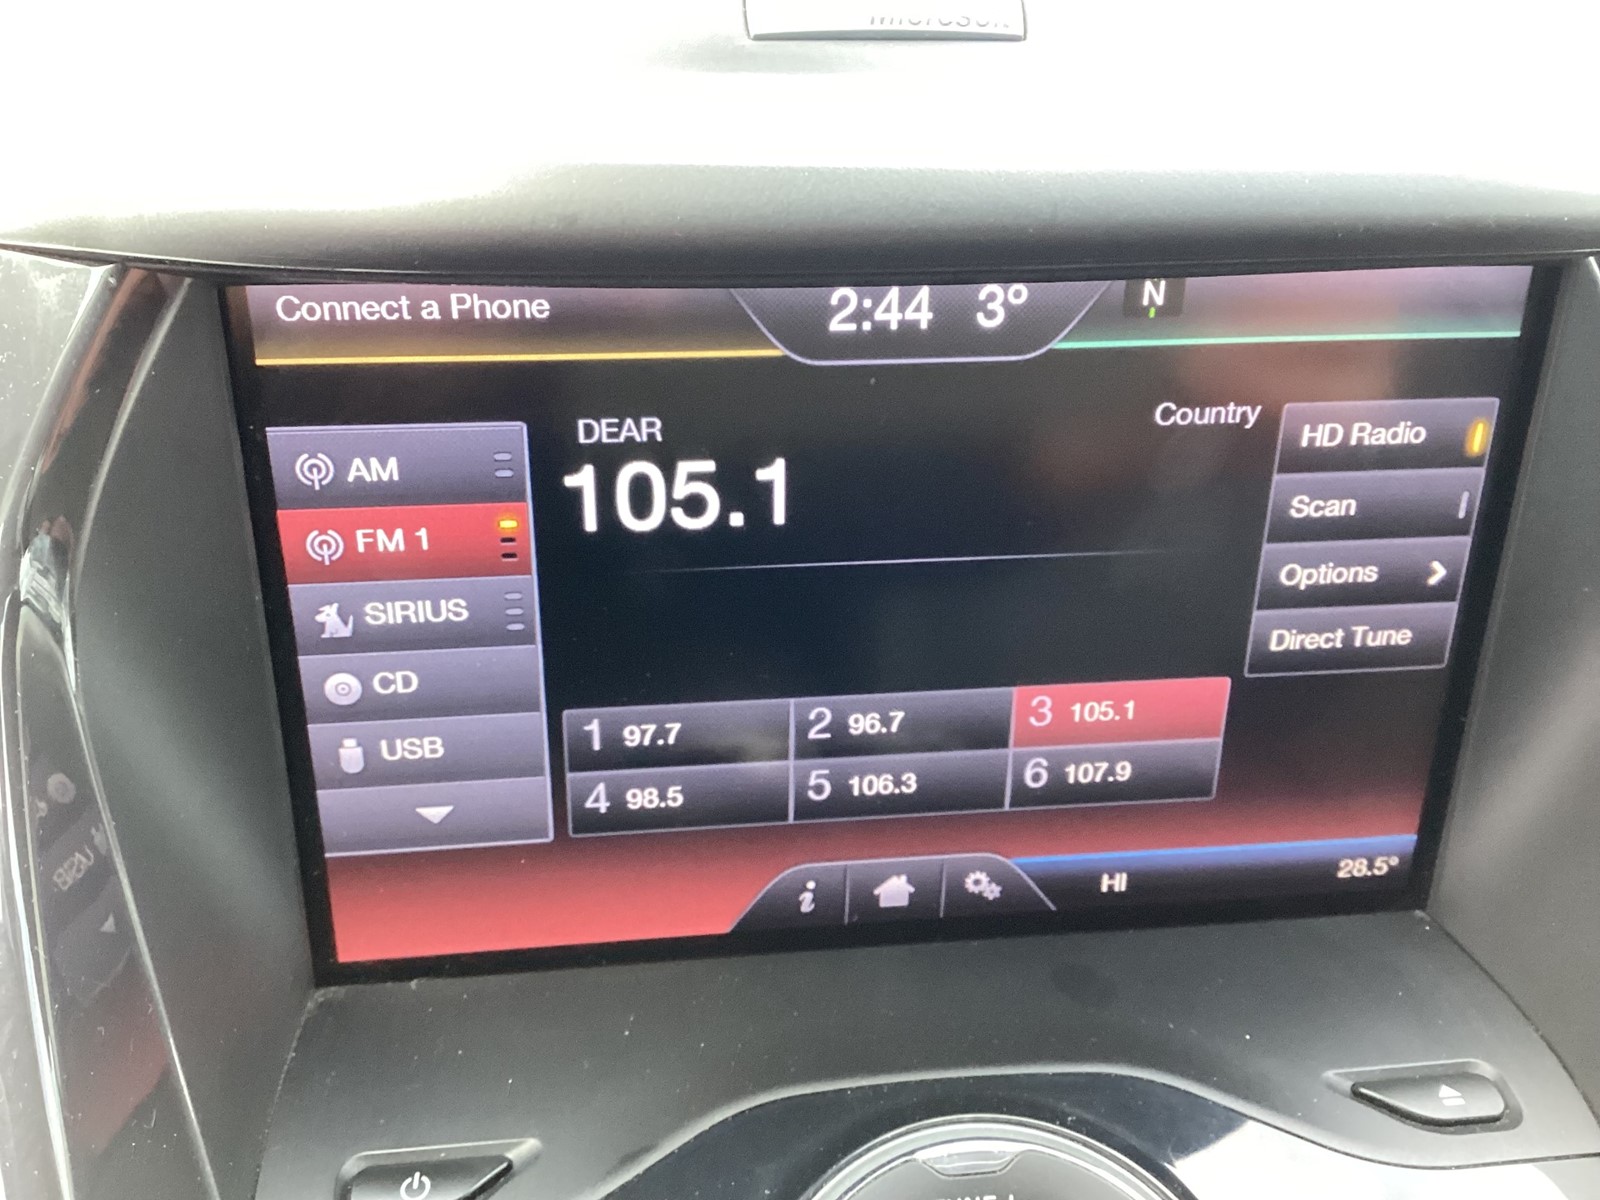 Microsoft
Connect a Phone
2:44 3°
N
AM
FM 1
SIRIUS
CD
USB
DEAR
105.1
Country
HD Radio
Scan
Options
Direct Tune
1 97.7
2 96.7
3 105.1
4 98.5
5 106.3
6 107.9
i
HI
28.5°